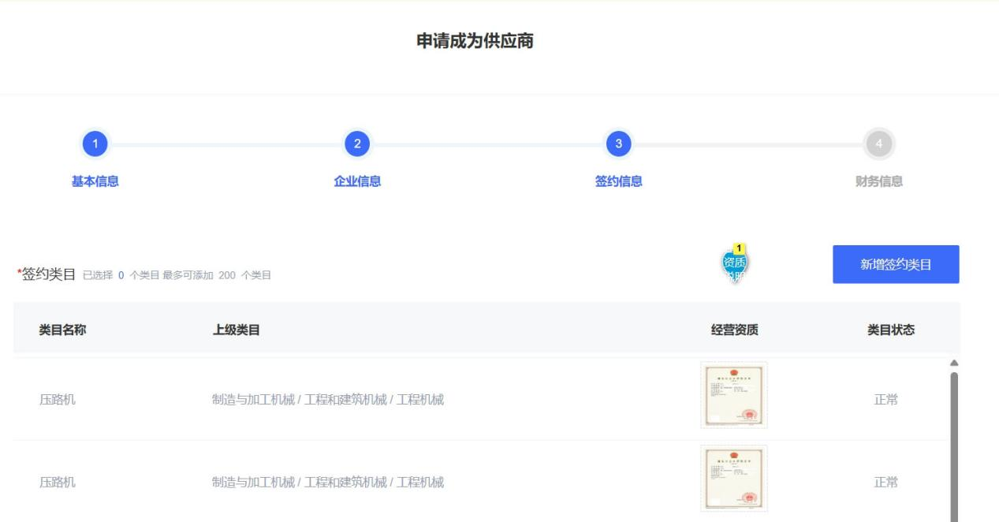 申请成为供应商
1
2
3
4
基本信息
企业信息
签约信息
财务信息
*签约类目 已选择 0 个类目 最多可添加 200 个类目
1
资质
说明
新增签约类目
类目名称 上级类目 经营资质 类目状态
压路机 制造与加工机械 / 工程和建筑机械 / 工程机械 正常
压路机 制造与加工机械 / 工程和建筑机械 / 工程机械 正常